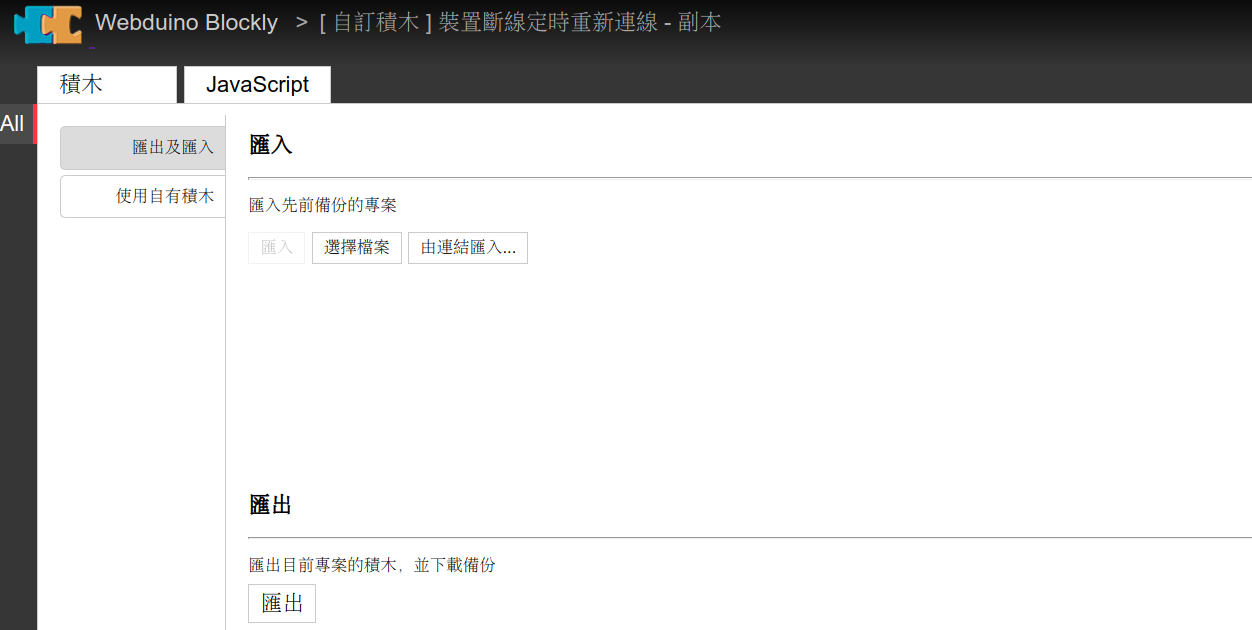 Webduino Blockly > [ 自訂積木 ] 裝置斷線定時重新連線 - 副本
積木 JavaScript
All
匯出及匯入
使用自有積木
匯入
匯入先前備份的專案
匯入 選擇檔案 由連結匯入...
匯出
匯出目前專案的積木，並下載備份
匯出